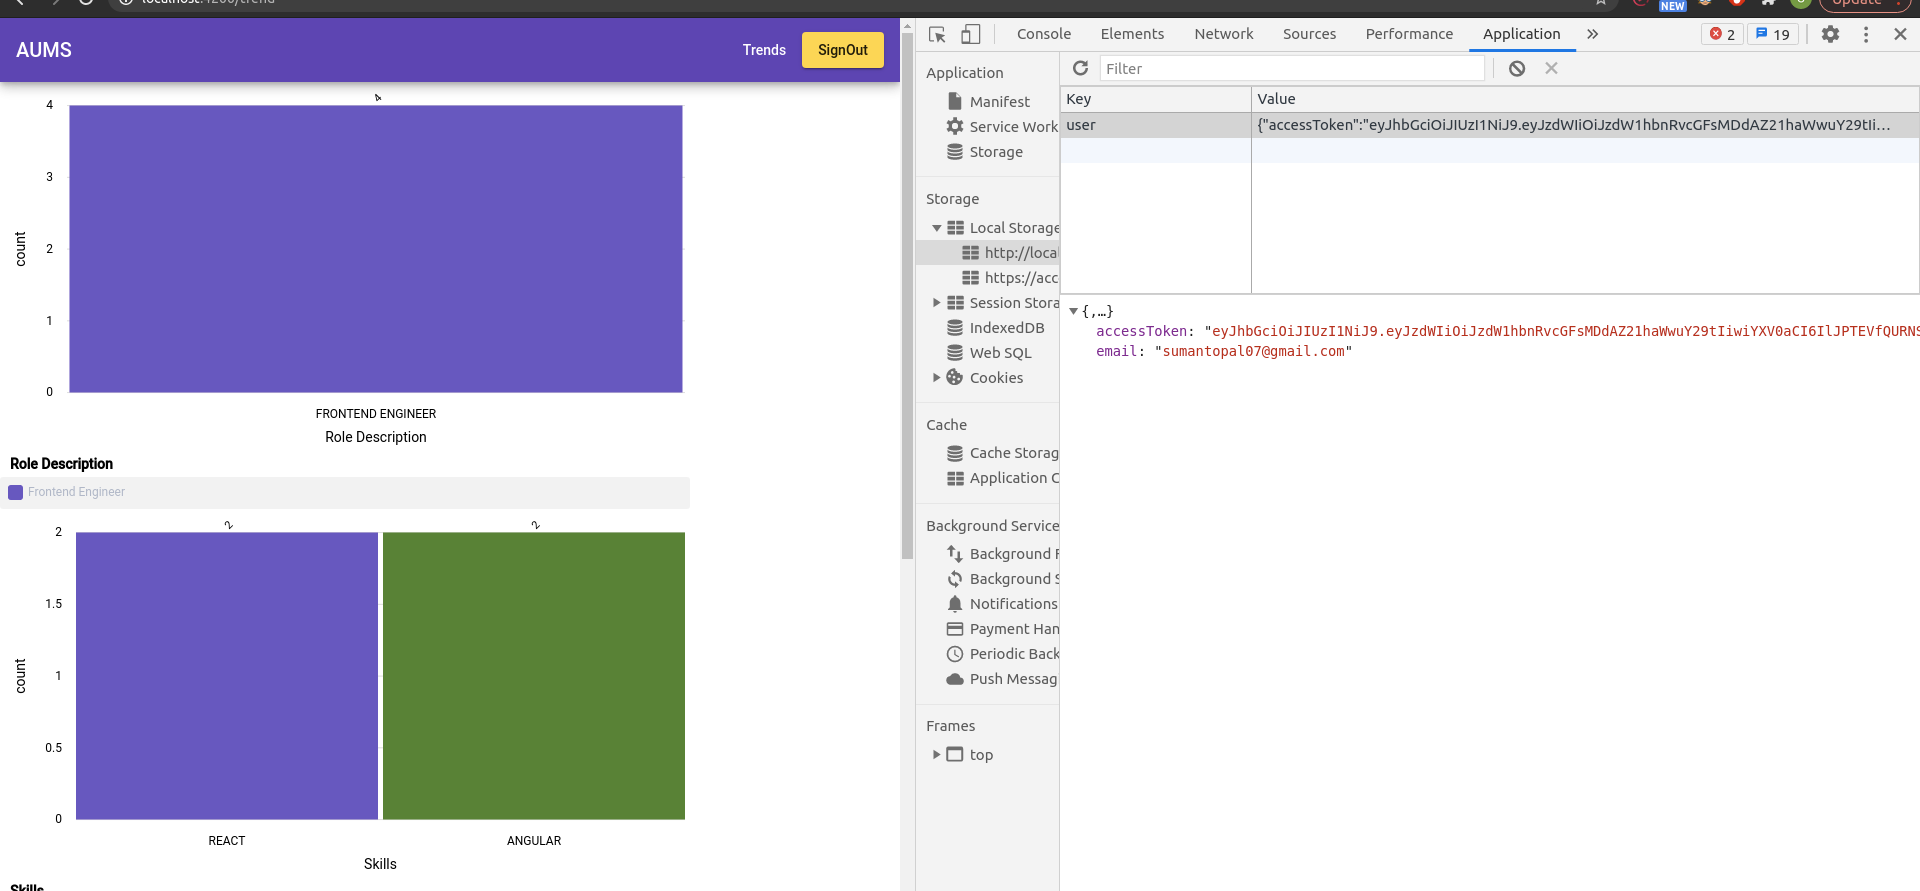 localhost:4200/trend
NEW
Update
AUMS
Trends
SignOut
4
4
3
2
1
0
count
FRONTEND ENGINEER
Role Description
Role Description
Frontend Engineer
2
2
2
1.5
1
0.5
0
count
REACT
ANGULAR
Skills
Skills
Console
Elements
Network
Sources
Performance
Application
2
19
Application
Manifest
Service Work
Storage
Storage
Local Storage
http://loca
https://acc
Session Stora
IndexedDB
Web SQL
Cookies
Cache
Cache Storag
Application C
Background Service
Background F
Background S
Notifications
Payment Han
Periodic Back
Push Messag
Frames
top
Filter
Key
Value
user
{"accessToken":"eyJhbGciOiJIUzI1NiJ9.eyJzdWIiOiJzdW1hbnRvcGFsMDdAZ21haWwuY29tIi…
{,…}
accessToken: "eyJhbGciOiJIUzI1NiJ9.eyJzdWIiOiJzdW1hbnRvcGFsMDdAZ21haWwuY29tIiwiYXV0aCI6IlJPTEVfQURNS
email: "sumantopal07@gmail.com"